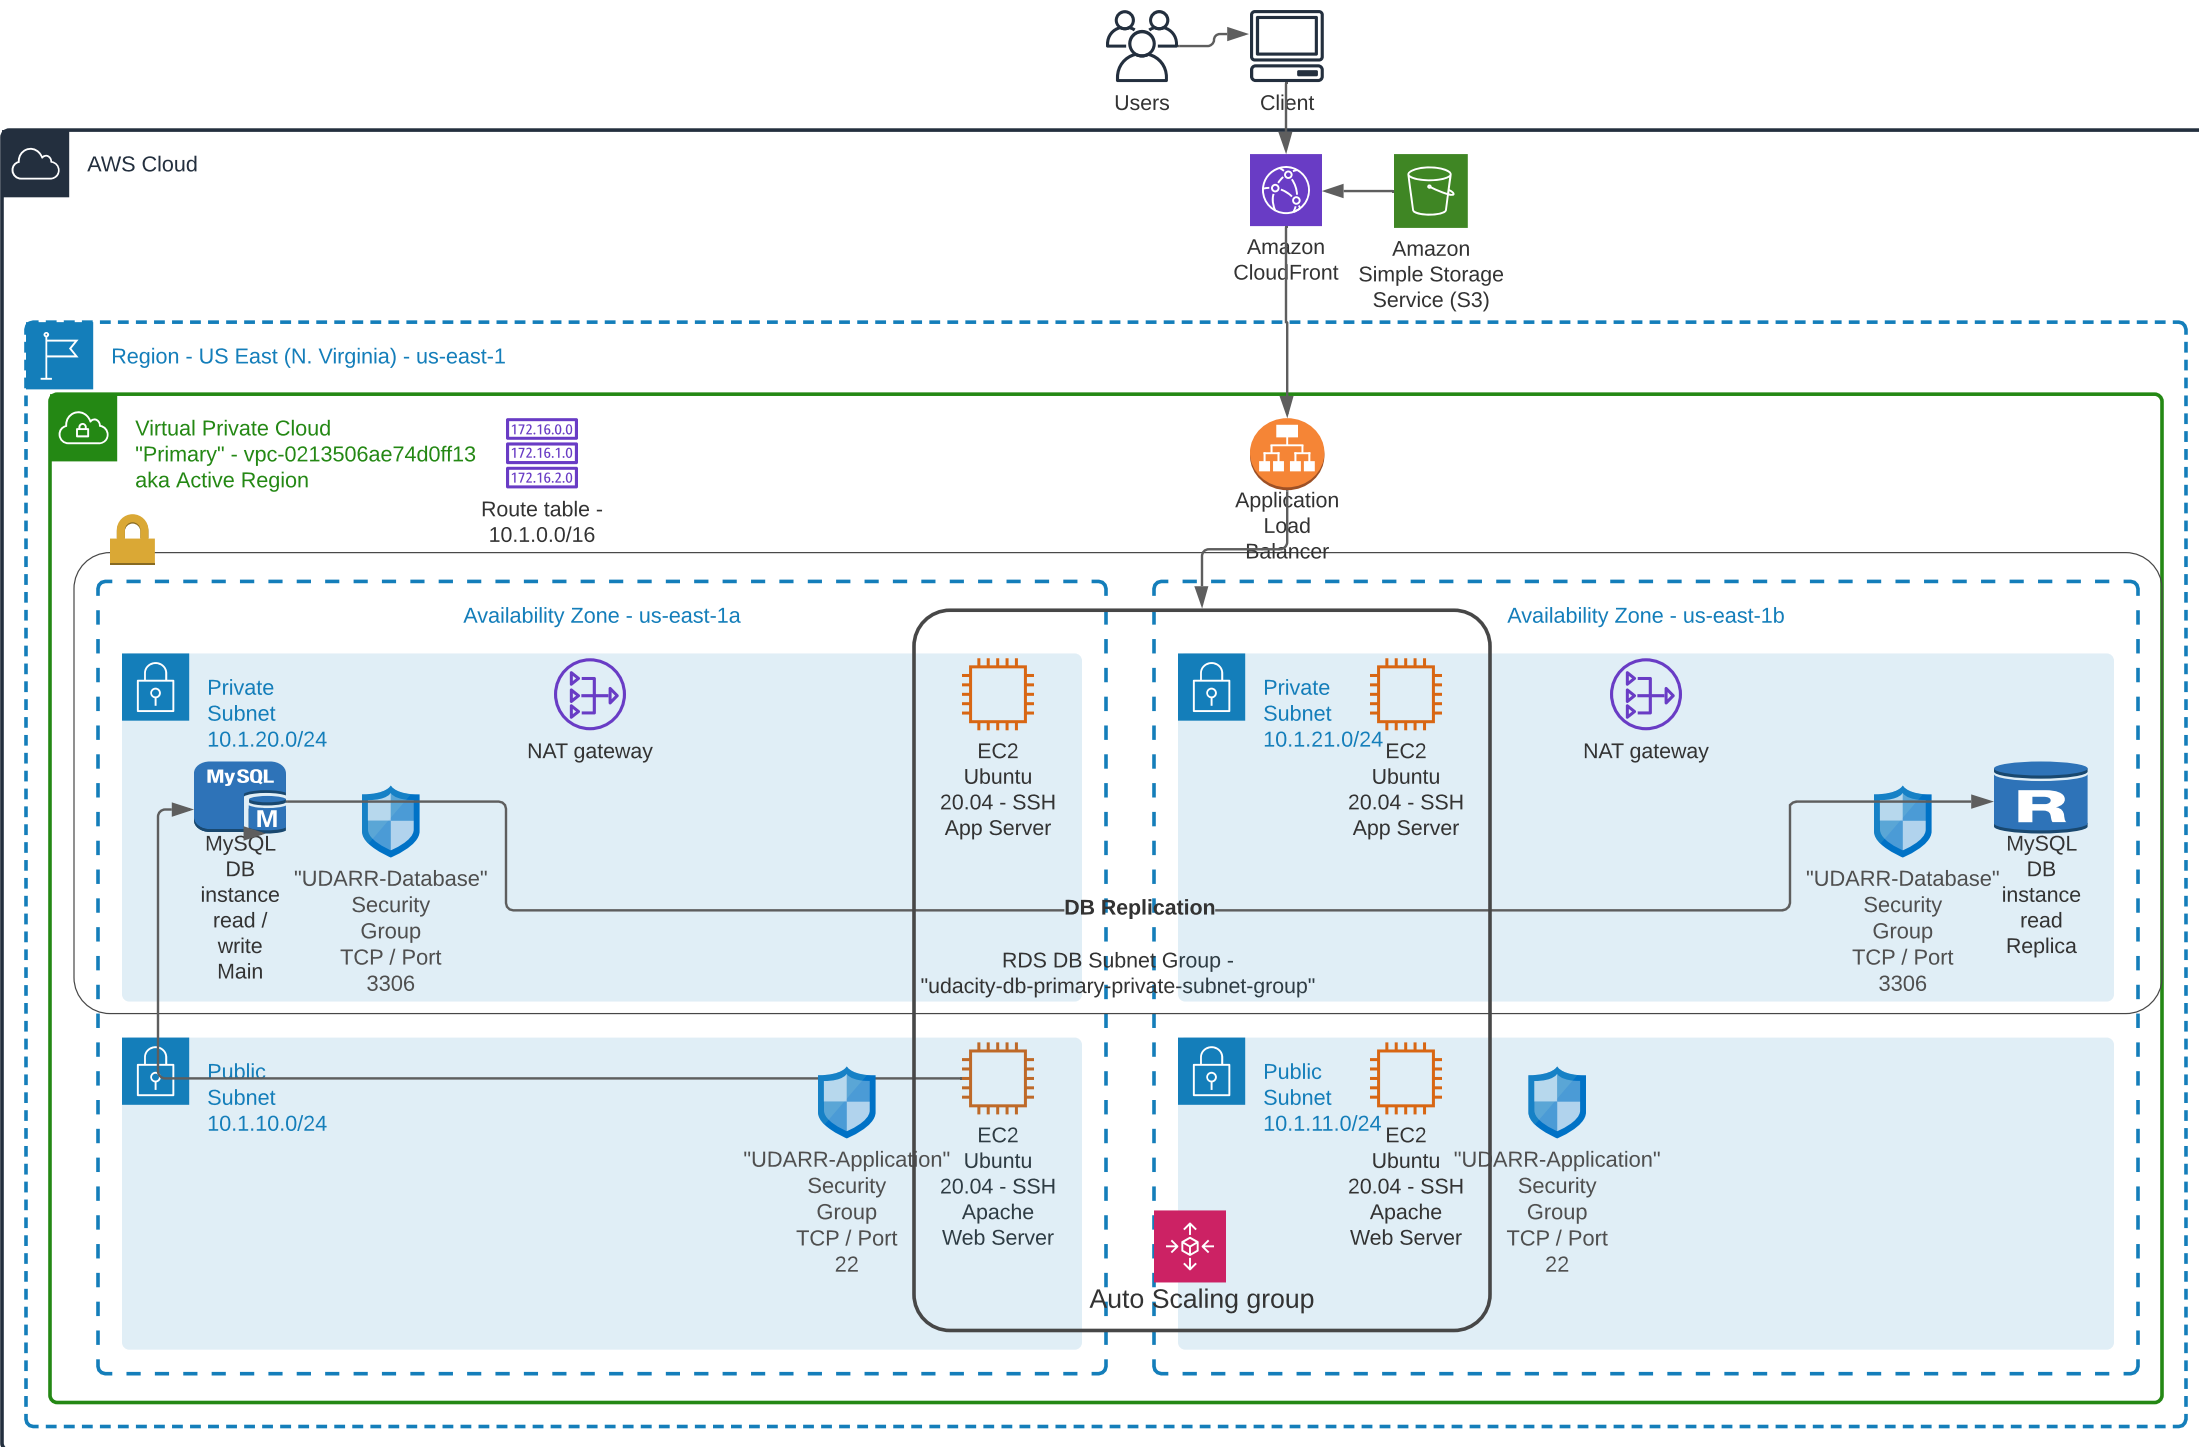 Users
Client
AWS Cloud
Amazon
CloudFront
Amazon
Simple Storage
Service (S3)
Region - US East (N. Virginia) - us-east-1
Virtual Private Cloud
"Primary" - vpc-0213506ae74d0ff13
aka Active Region
172.16.0.0
172.16.1.0
172.16.2.0
Route table -
10.1.0.0/16
Application
Load
Balancer
Availability Zone - us-east-1a
Availability Zone - us-east-1b
Private
Subnet
10.1.20.0/24
NAT gateway
EC2
Ubuntu
20.04 - SSH
App Server
Private
Subnet
10.1.21.0/24
EC2
Ubuntu
20.04 - SSH
App Server
NAT gateway
MySQL
M
MySQL
DB
instance
read /
write
Main
"UDARR-Database"
Security
Group
TCP / Port
3306
DB Replication
RDS DB Subnet Group -
"udacity-db-primary-private-subnet-group"
"UDARR-Database"
Security
Group
TCP / Port
3306
R
MySQL
DB
instance
read
Replica
Public
Subnet
10.1.10.0/24
"UDARR-Application"
Security
Group
TCP / Port
22
EC2
Ubuntu
20.04 - SSH
Apache
Web Server
Public
Subnet
10.1.11.0/24
EC2
Ubuntu
20.04 - SSH
Apache
Web Server
"UDARR-Application"
Security
Group
TCP / Port
22
Auto Scaling group